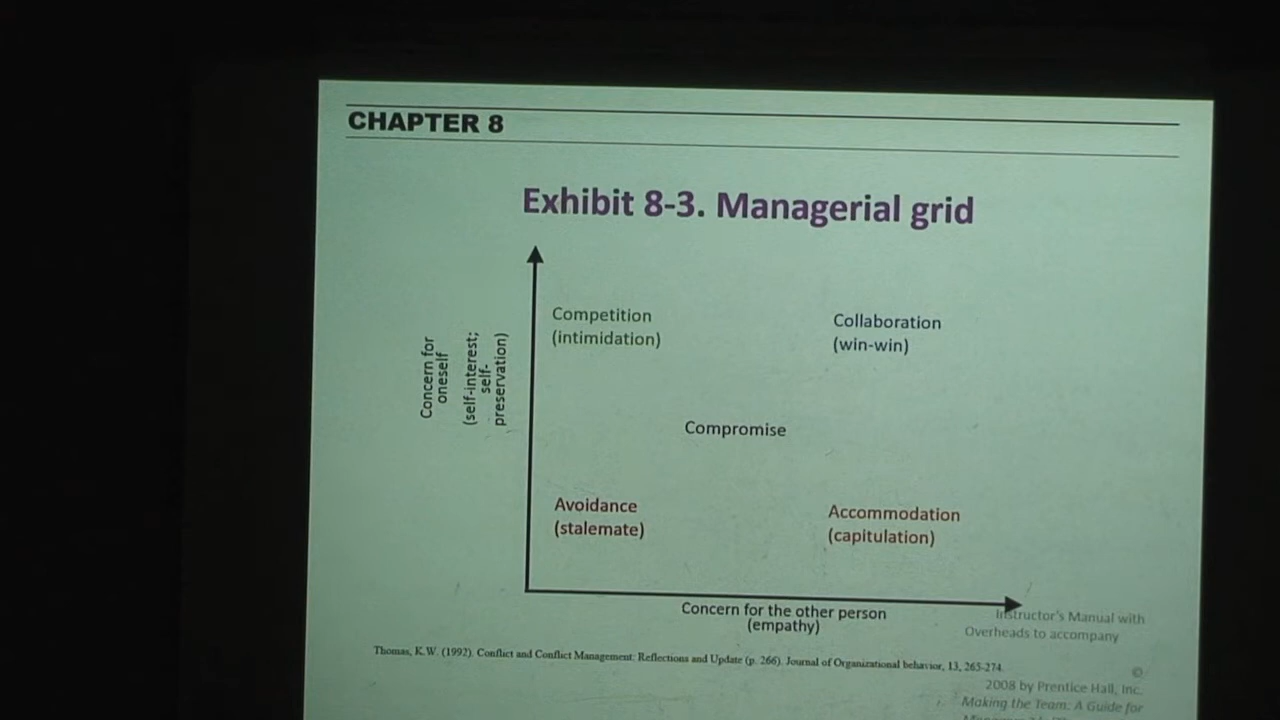 CHAPTER 8
Exhibit 8-3. Managerial grid
Competition
(intimidation)
Collaboration
(win-win)
Concern for
oneself
(self-interest;
self-
preservation)
Compromise
Avoidance
(stalemate)
Accommodation
(capitulation)
Concern for the other person
(empathy)
Instructor's Manual with
Overheads to accompany
Thomas, K.W. (1992). Conflict and Conflict Management: Reflections and Update (p. 266). Journal of Organizational behavior, 13, 265-274.
©
2008 by Prentice Hall, Inc.
Making the Team: A Guide for